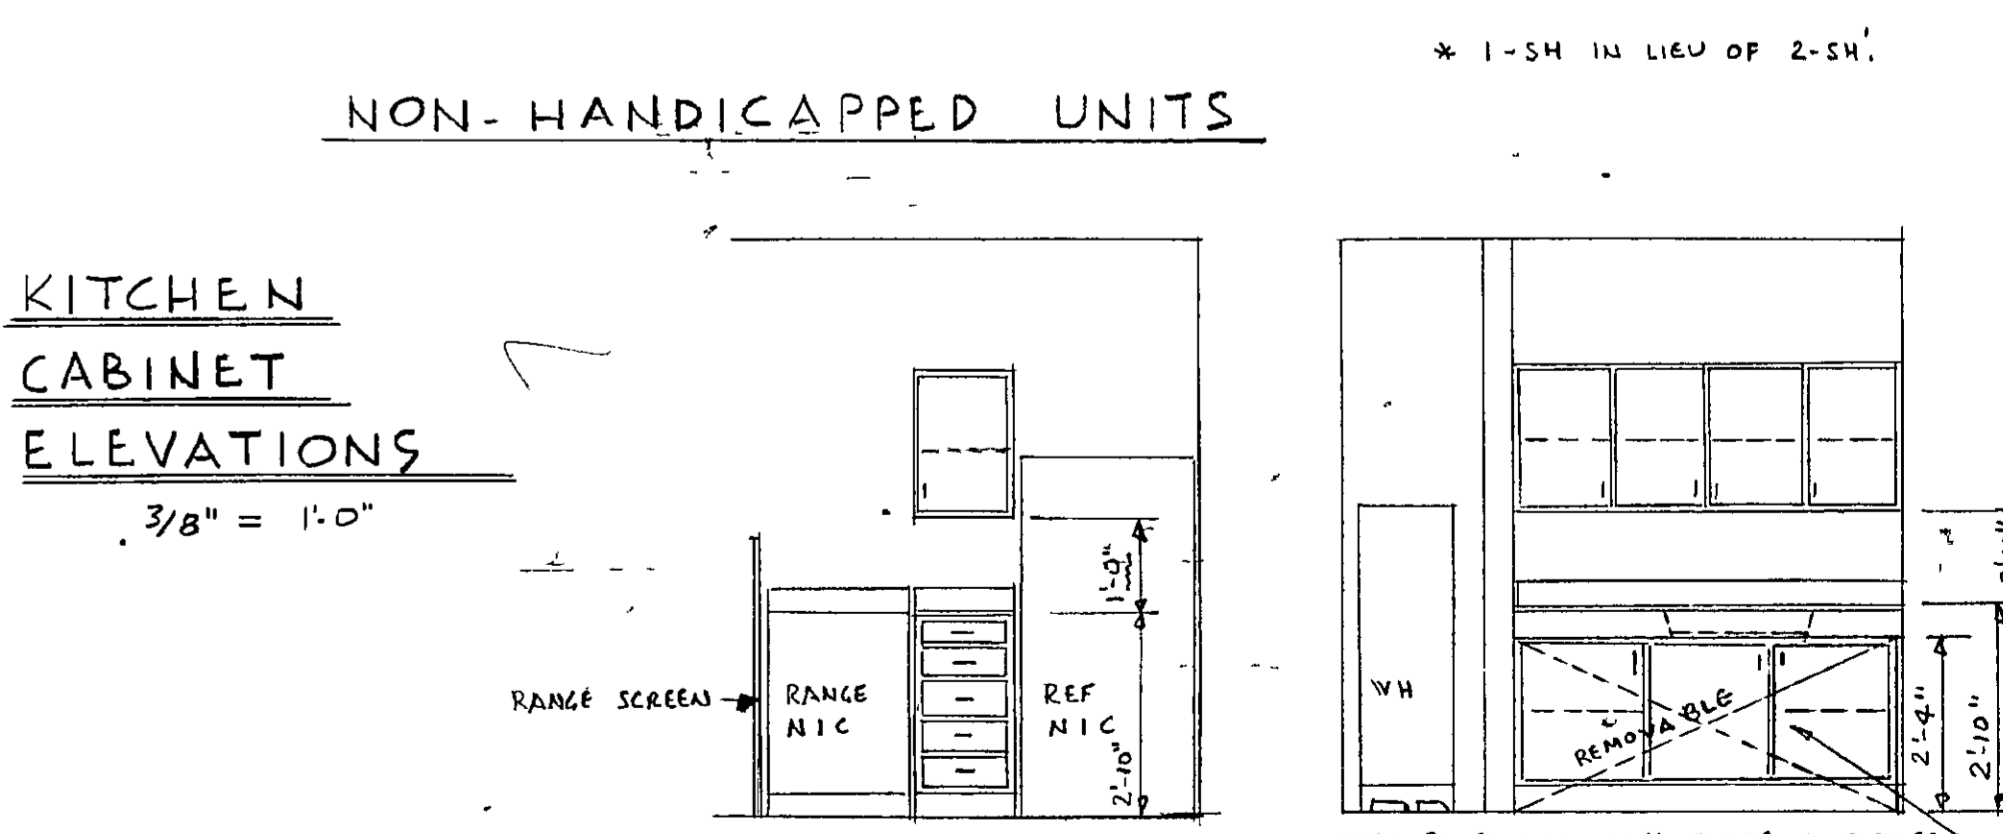 * 1-SH IN LIEU OF 2-SH'.
NON-HANDICAPPED UNITS
KITCHEN
CABINET
ELEVATIONS
3/8" = 1'-0"
1'-0"
RANGE SCREEN
RANGE
NIC
REF
NIC
2'-10"
WH
REMOVABLE
2'-4"
2'-10"